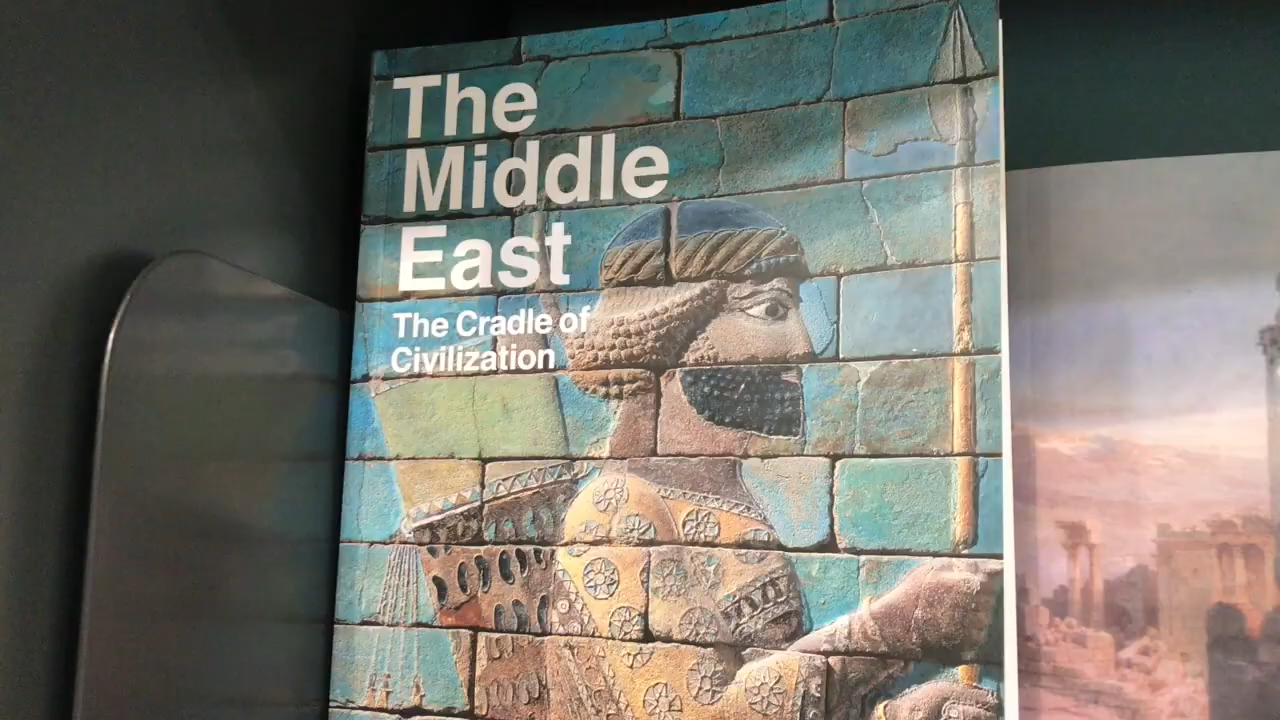 The
Middle
East
The Cradle of
Civilization